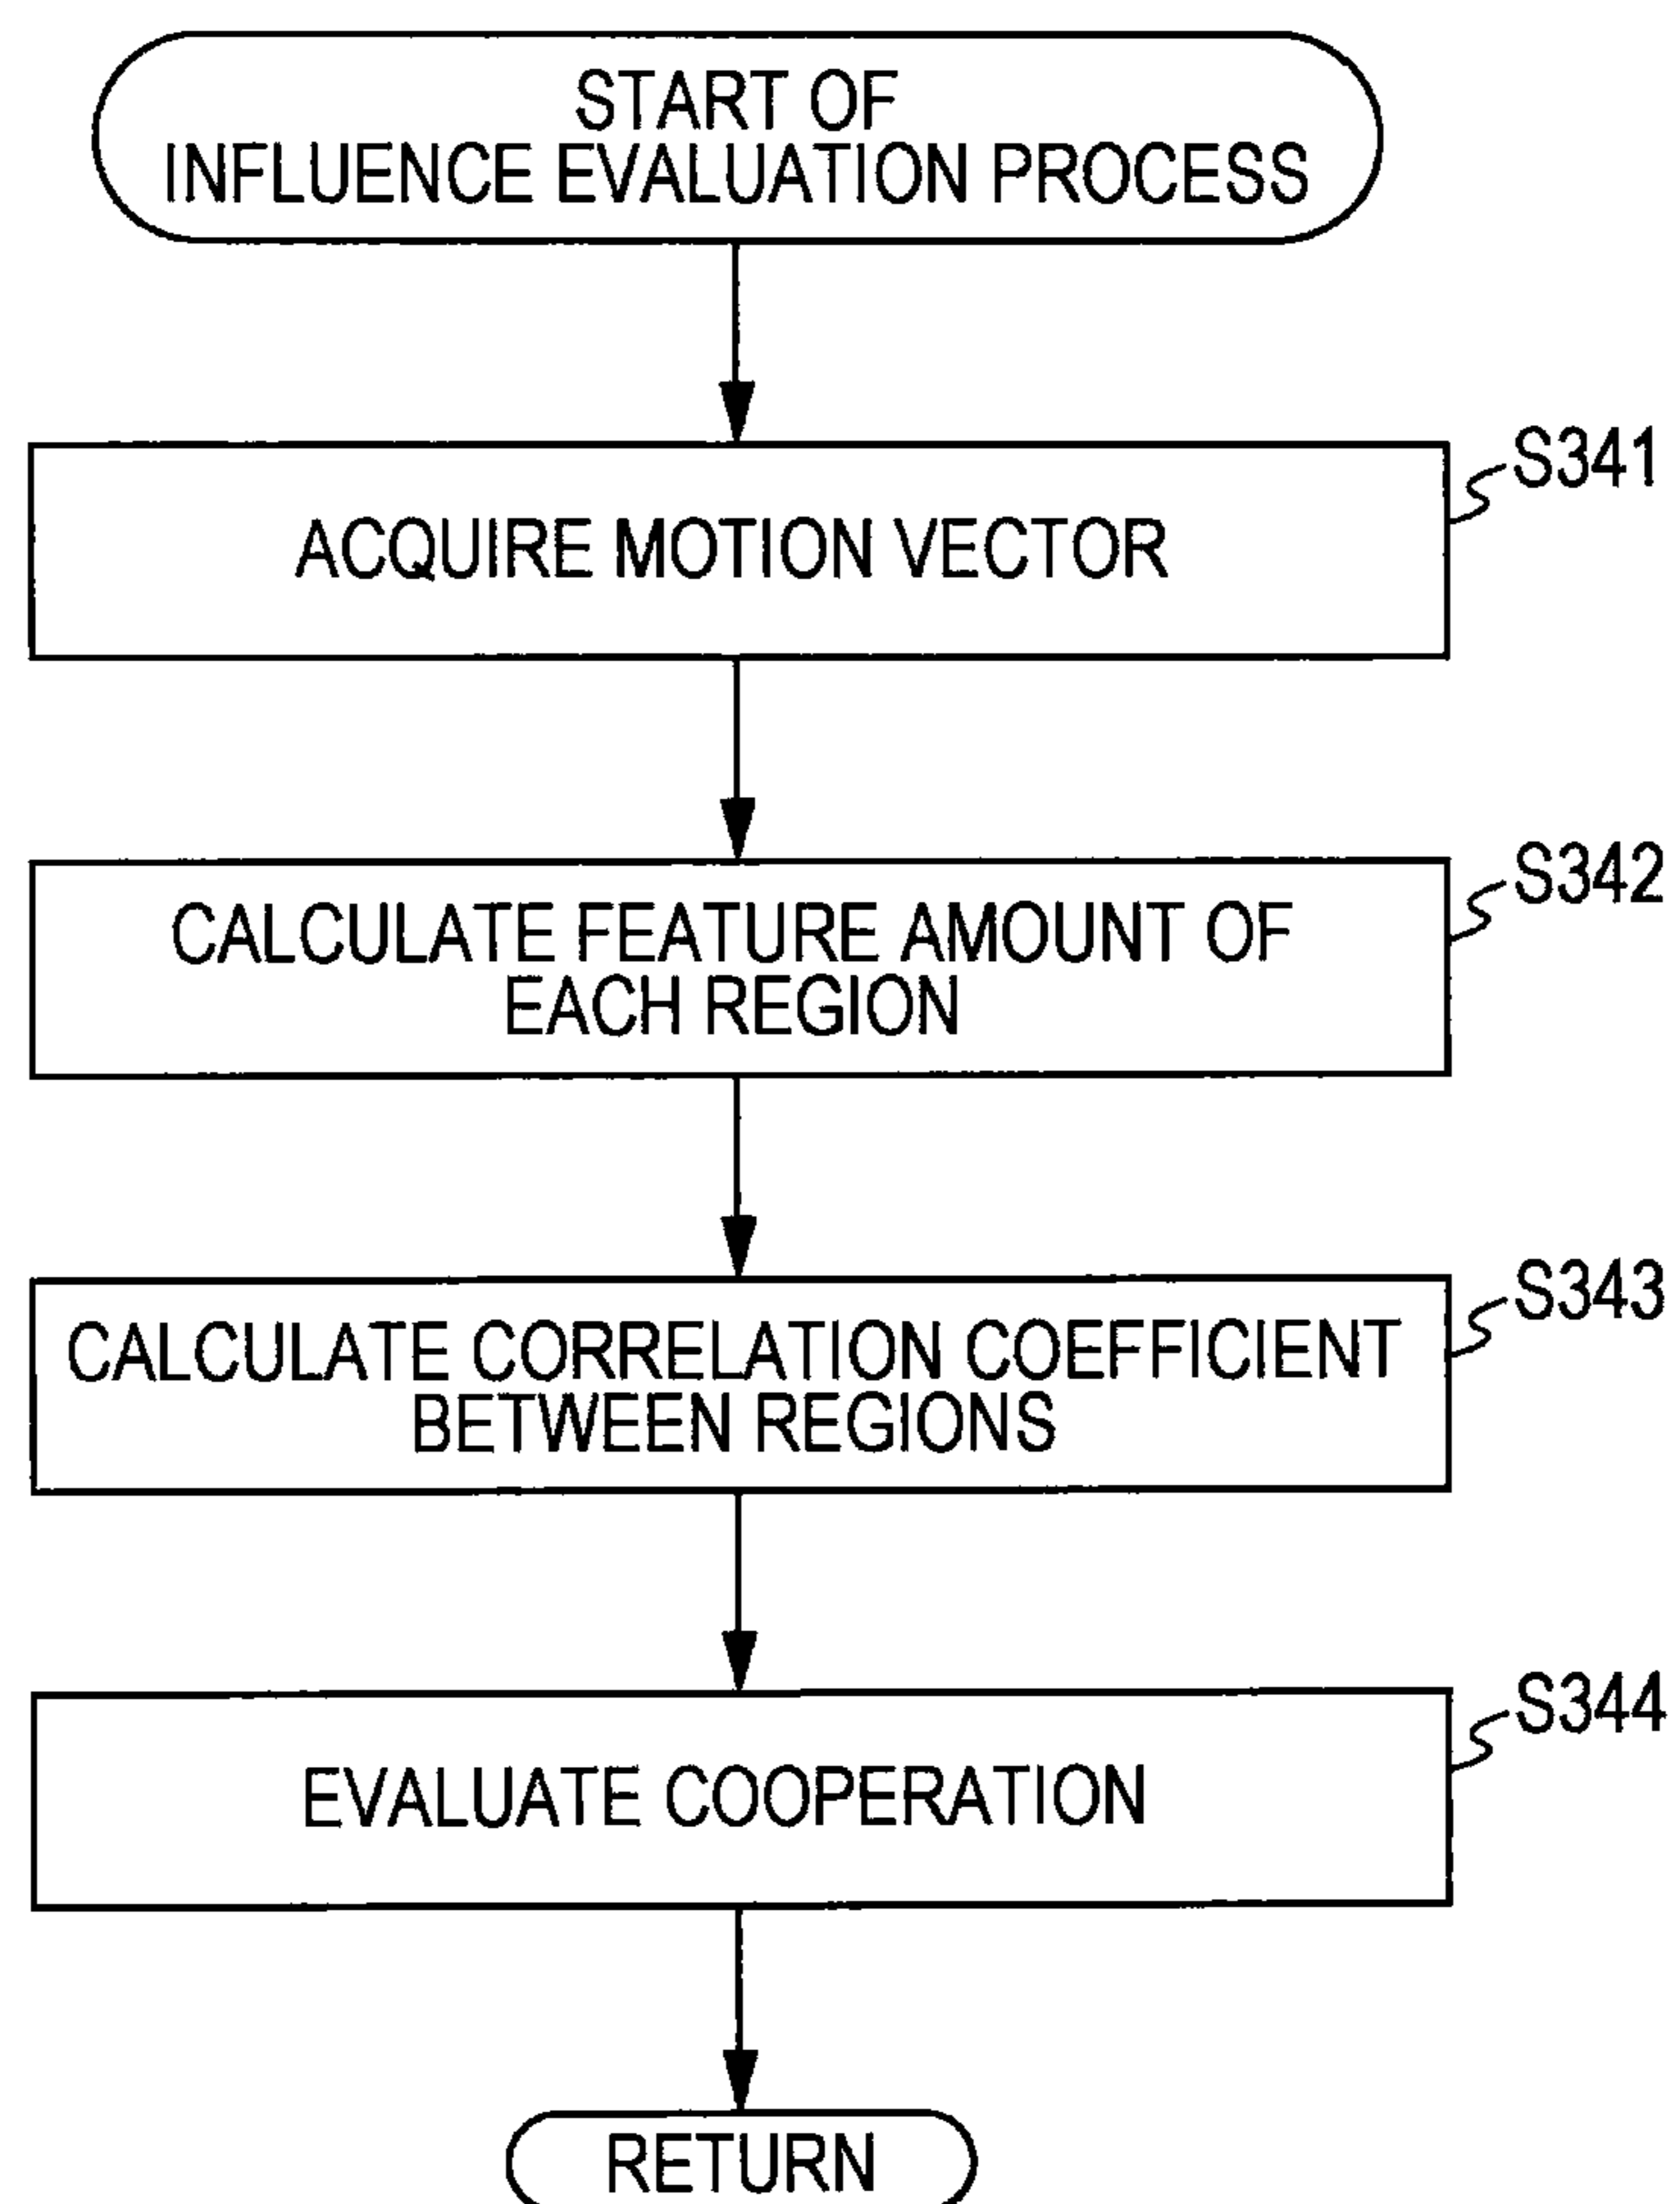 START OF
INFLUENCE EVALUATION PROCESS
S341
ACQUIRE MOTION VECTOR
S342
CALCULATE FEATURE AMOUNT OF
EACH REGION
S343
CALCULATE CORRELATION COEFFICIENT
BETWEEN REGIONS
S344
EVALUATE COOPERATION
RETURN